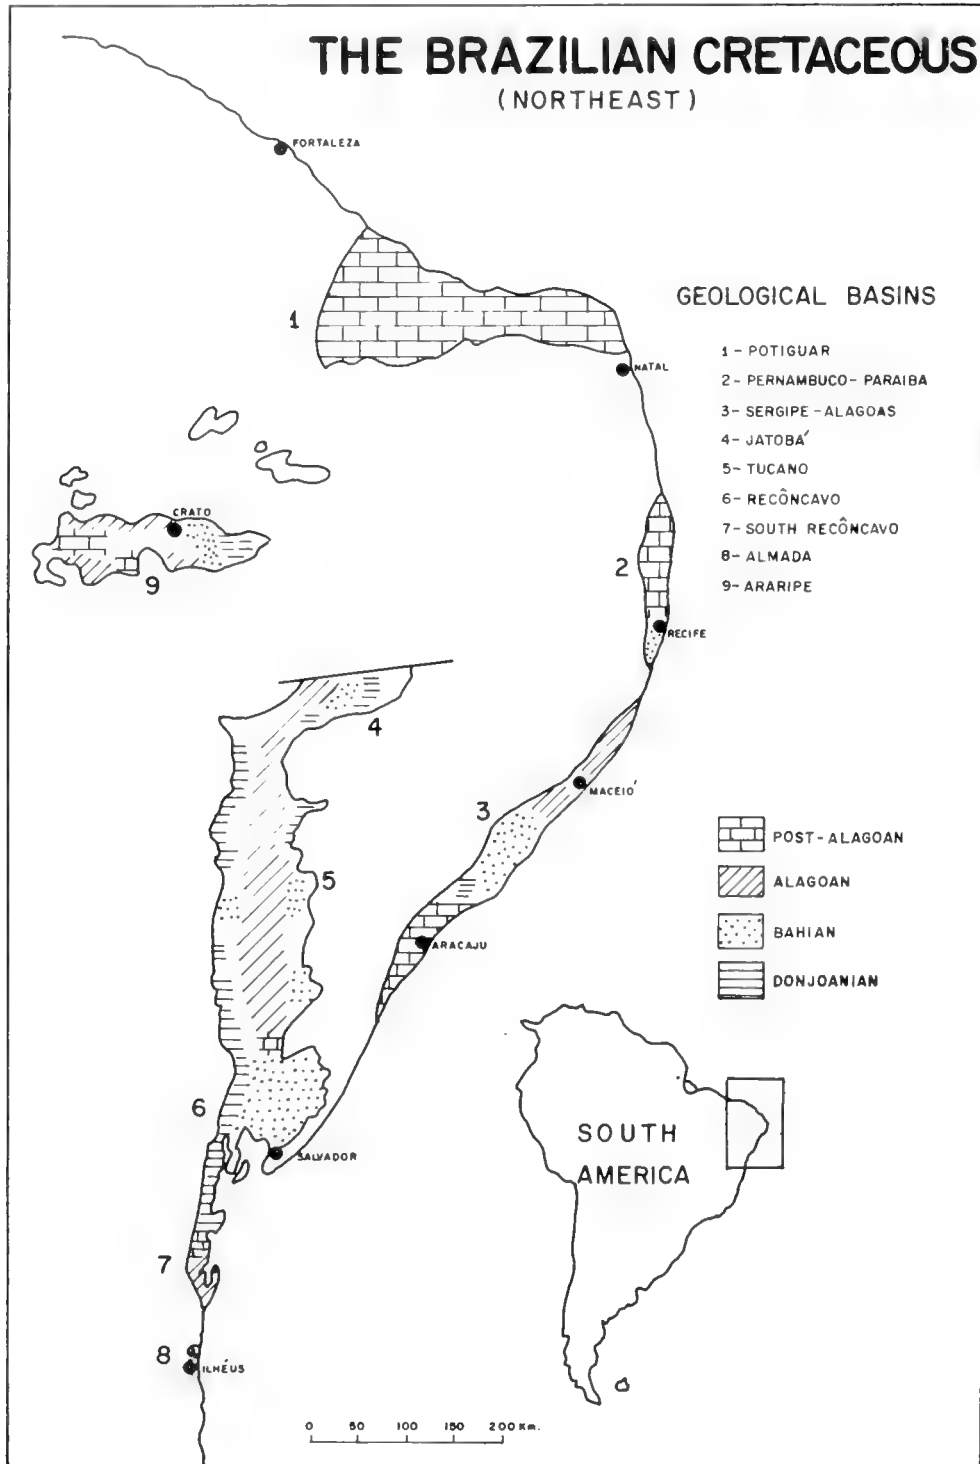 THE BRAZILIAN CRETACEOUS
(NORTHEAST)
FORTALEZA
1
NATAL
GEOLOGICAL BASINS
1- POTIGUAR
2- PERNAMBUCO- PARAIBA
3- SERGIPE - ALAGOAS
4- JATOBÁ
5- TUCANO
6- RECÔNCAVO
7- SOUTH RECÔNCAVO
8- ALMADA
9- ARARIPE
CRATO
9
2
RECIFE
4
MACEIÓ
3
5
ARACAJU
POST-ALAGOAN
ALAGOAN
BAHIAN
DONJOANIAN
6
SALVADOR
7
8
ILHÉUS
SOUTH
AMERICA
0 50 100 150 200 Km.